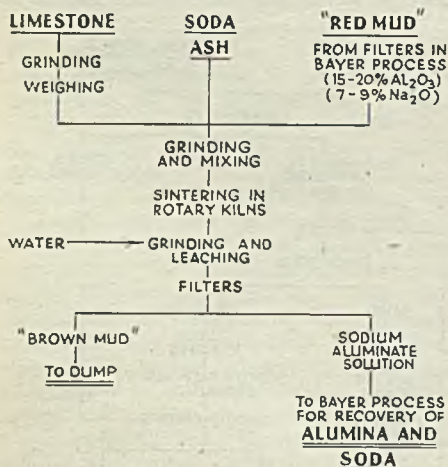 LIMESTONE
GRINDING
WEIGHING
SODA
ASH
"RED MUD"
FROM FILTERS IN
BAYER PROCESS
(15-20% Al₂O₃)
(7-9% Na₂O)
GRINDING
AND MIXING
SINTERING IN
ROTARY KILNS
WATER
GRINDING AND
LEACHING
FILTERS
"BROWN MUD"
TO DUMP
SODIUM
ALUMINATE
SOLUTION
TO BAYER PROCESS
FOR RECOVERY OF
ALUMINA AND
SODA